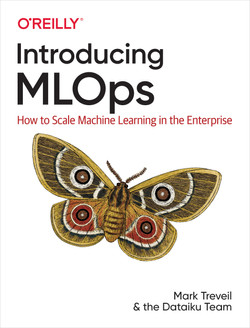 O'REILLY®
Introducing
MLOps
How to Scale Machine Learning in the Enterprise
Mark Treveil
& the Dataiku Team